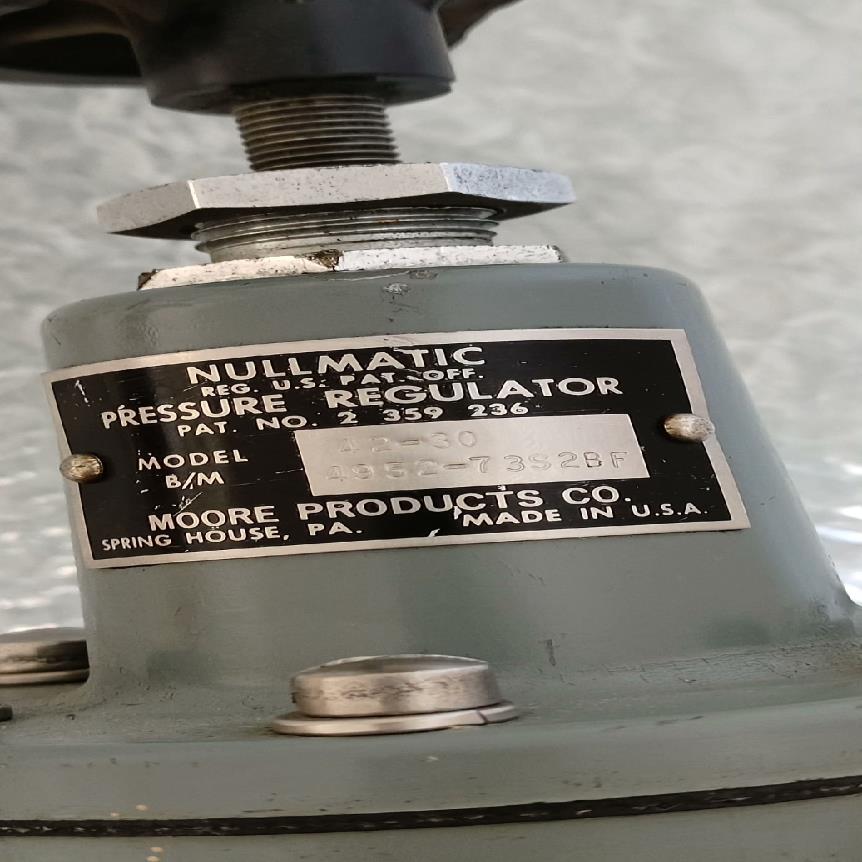 NULLMATIC
REG. U.S. PAT. OFF.
PRESSURE REGULATOR
PAT. NO. 2 359 236
MODEL 42-30
B/M 4952-73S2BF
MOORE PRODUCTS CO.
SPRING HOUSE, PA. MADE IN U.S.A.